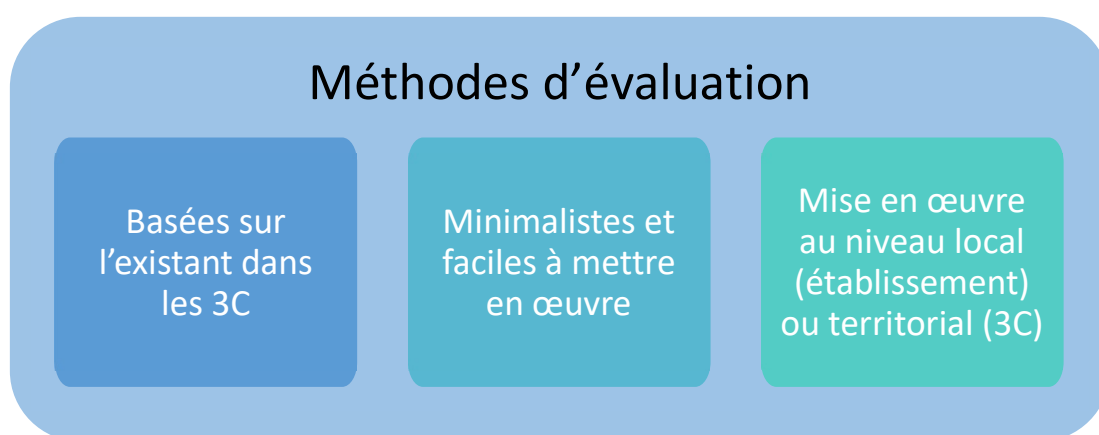 Méthodes d’évaluation
Basées sur
l’existant dans
les 3C
Minimalistes et
faciles à mettre
en œuvre
Mise en œuvre
au niveau local
(établissement)
ou territorial (3C)